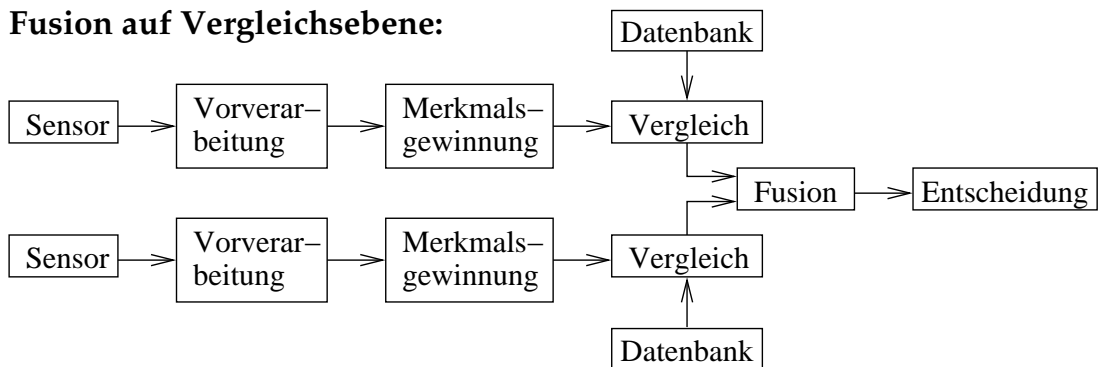 Fusion auf Vergleichsebene:
Datenbank
Sensor
Vorverar–
beitung
Merkmals–
gewinnung
Vergleich
Fusion
Entscheidung
Sensor
Vorverar–
beitung
Merkmals–
gewinnung
Vergleich
Datenbank